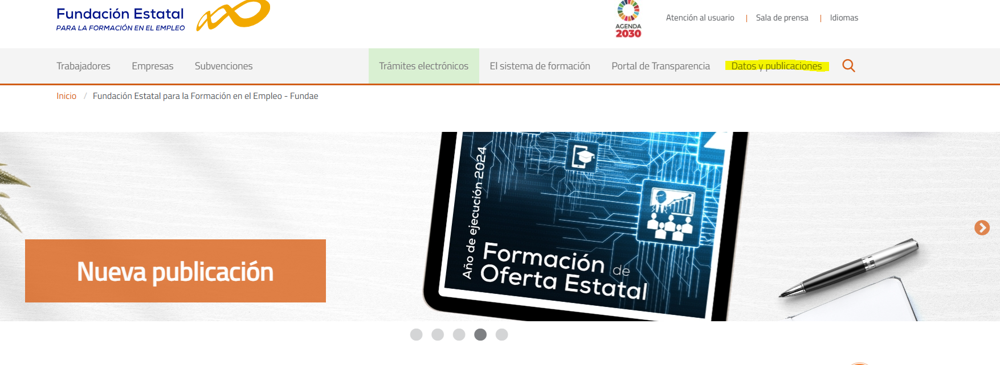 Fundación Estatal
PARA LA FORMACIÓN EN EL EMPLEO
AGENDA
2030
Atención al usuario
Sala de prensa
Idiomas
Trabajadores
Empresas
Subvenciones
Trámites electrónicos
El sistema de formación
Portal de Transparencia
Datos y publicaciones
Inicio / Fundación Estatal para la Formación en el Empleo - Fundae
Nueva publicación
Año de ejecución 2024
Formación de
Oferta Estatal